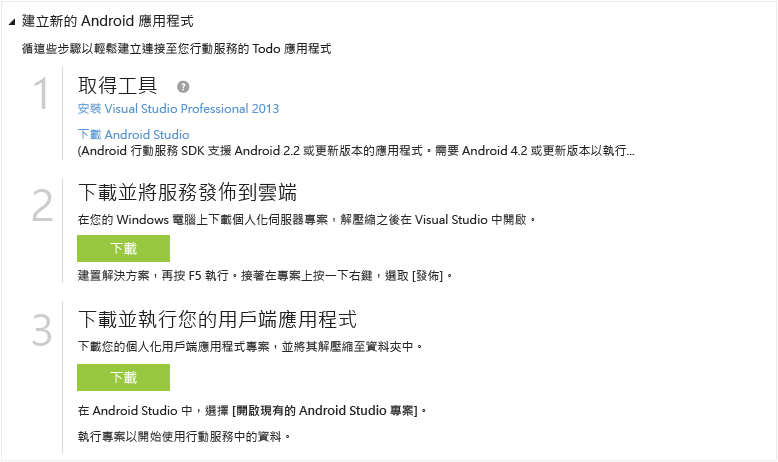 建立新的 Android 應用程式
循這些步驟以輕鬆建立連接至您行動服務的 Todo 應用程式
1
取得工具 ?
安裝 Visual Studio Professional 2013
下載 Android Studio
(Android 行動服務 SDK 支援 Android 2.2 或更新版本的應用程式。需要 Android 4.2 或更新版本以執行...
2
下載並將服務發佈到雲端
在您的 Windows 電腦上下載個人化伺服器專案，解壓縮之後在 Visual Studio 中開啟。
下載
建置解決方案，再按 F5 執行。接著在專案上按一下右鍵，選取 [發佈]。
3
下載並執行您的用戶端應用程式
下載您的個人化用戶端應用程式專案，並將其解壓縮至資料夾中。
下載
在 Android Studio 中，選擇 [開啟現有的 Android Studio 專案]。
執行專案以開始使用行動服務中的資料。